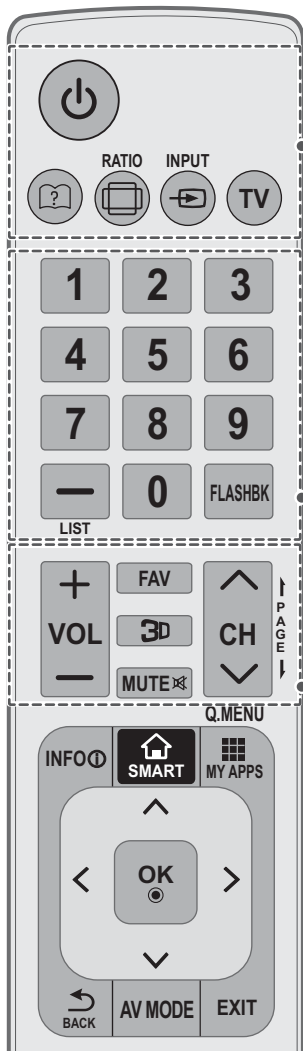 RATIO INPUT
? TV
1 2 3
4 5 6
7 8 9
— 0 FLASHBK
LIST
+ FAV
VOL 3D CH PAGE
— MUTE
Q.MENU
INFO SMART MY APPS
OK
BACK AV MODE EXIT